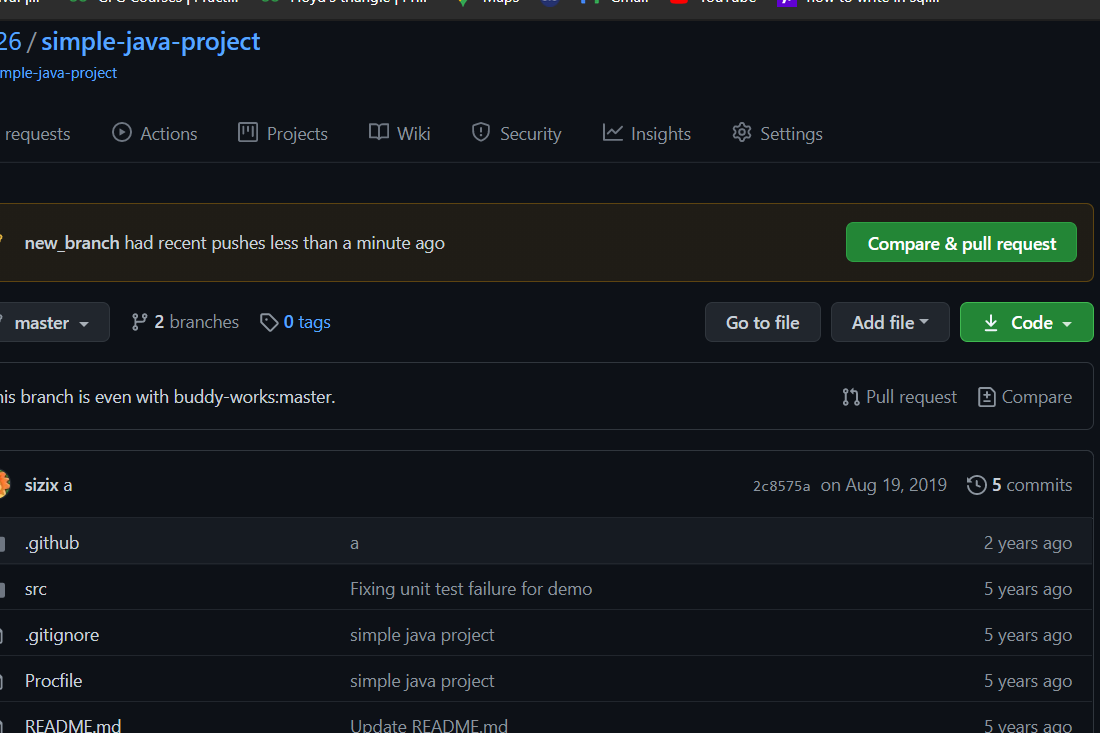 26 / simple-java-project
mple-java-project
requests Actions Projects Wiki Security Insights Settings
new_branch had recent pushes less than a minute ago Compare & pull request
master 2 branches 0 tags Go to file Add file Code
his branch is even with buddy-works:master. Pull request Compare
sizix a 2c8575a on Aug 19, 2019 5 commits
.github a 2 years ago
src Fixing unit test failure for demo 5 years ago
.gitignore simple java project 5 years ago
Procfile simple java project 5 years ago
README.md Update README.md 5 years ago